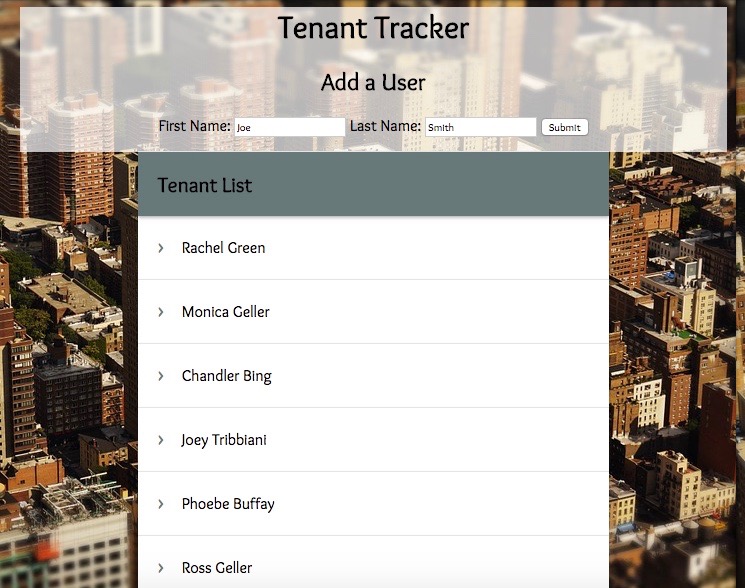 Tenant Tracker
Add a User
First Name: Joe Last Name: Smith Submit
Tenant List
› Rachel Green
› Monica Geller
› Chandler Bing
› Joey Tribbiani
› Phoebe Buffay
› Ross Geller